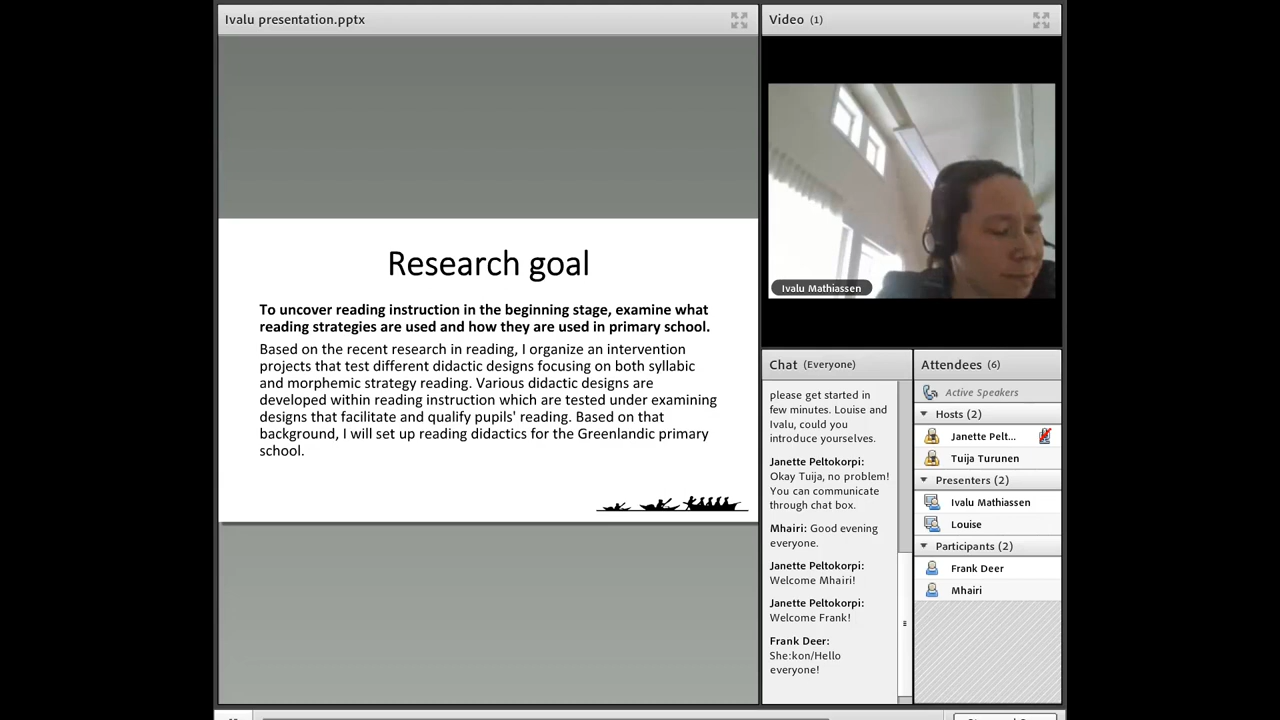 Ivalu presentation.pptx
Research goal
To uncover reading instruction in the beginning stage, examine what
reading strategies are used and how they are used in primary school.
Based on the recent research in reading, I organize an intervention
projects that test different didactic designs focusing on both syllabic
and morphemic strategy reading. Various didactic designs are
developed within reading instruction which are tested under examining
designs that facilitate and qualify pupils' reading. Based on that
background, I will set up reading didactics for the Greenlandic primary
school.
Video (1)
Ivalu Mathiassen
Chat (Everyone)
please get started in
few minutes. Louise and
Ivalu, could you
introduce yourselves.
Janette Peltokorpi:
Okay Tuija, no problem!
You can communicate
through chat box.
Mhairi: Good evening
everyone.
Janette Peltokorpi:
Welcome Mhairi!
Janette Peltokorpi:
Welcome Frank!
Frank Deer:
She:kon/Hello
everyone!
Attendees (6)
Active Speakers
Hosts (2)
Janette Pelt...
Tuija Turunen
Presenters (2)
Ivalu Mathiassen
Louise
Participants (2)
Frank Deer
Mhairi